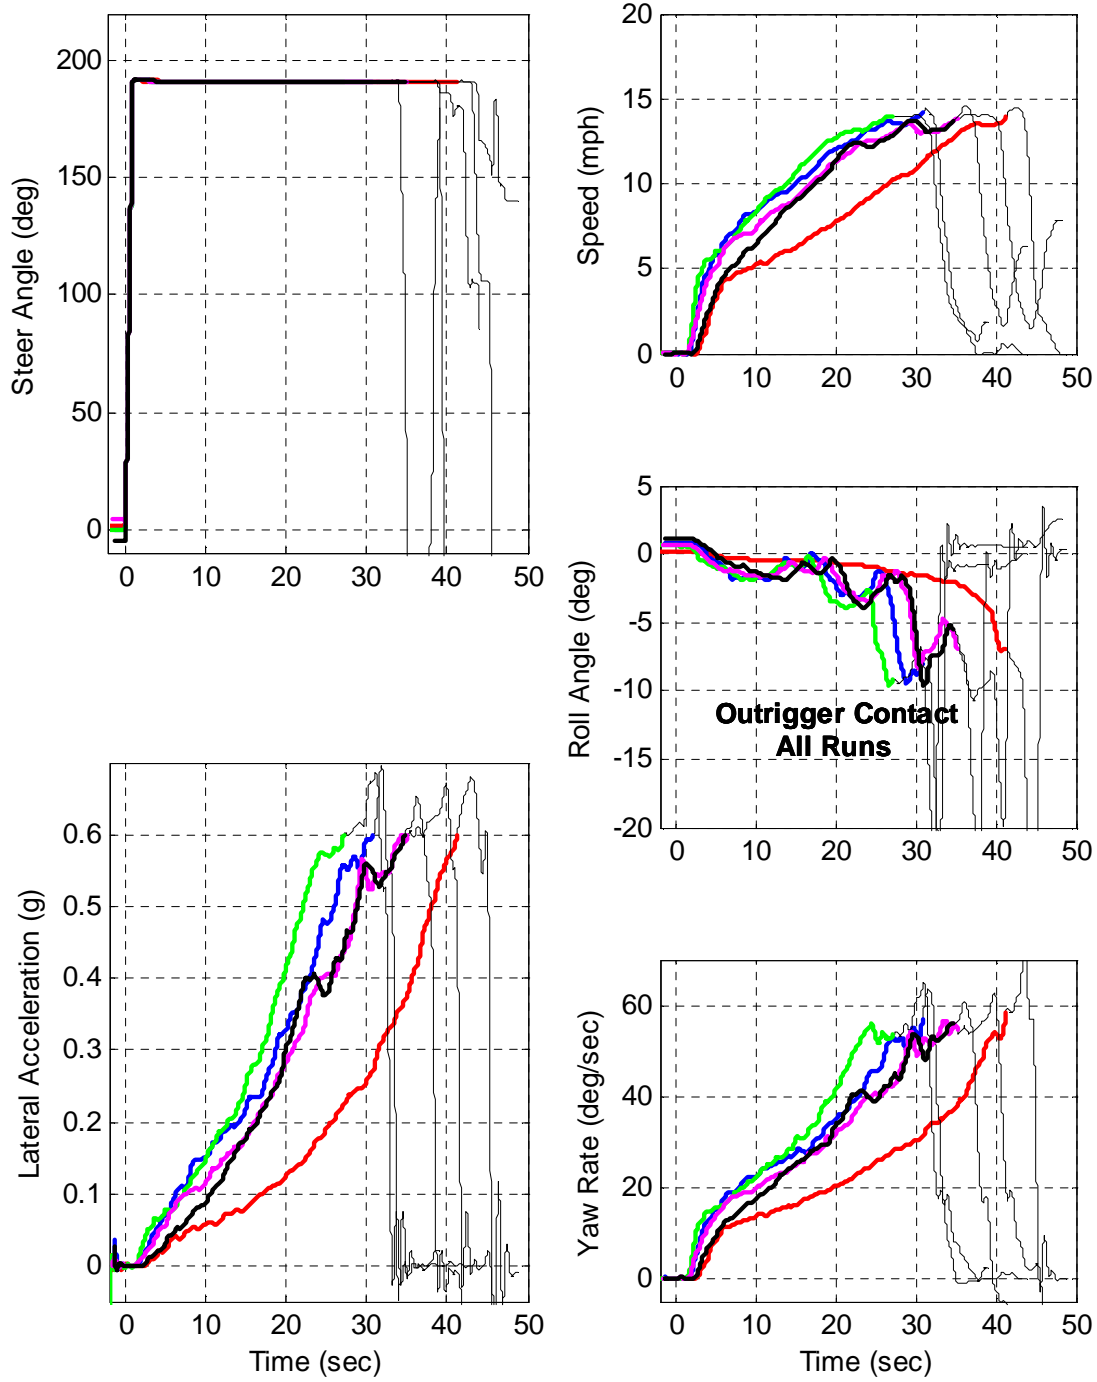 200
150
100
50
0
Steer Angle (deg)
0 10 20 30 40 50
20
15
10
5
0
Speed (mph)
0 10 20 30 40 50
5
0
-5
-10
-15
-20
Roll Angle (deg)
Outrigger Contact
All Runs
0 10 20 30 40 50
0.6
0.5
0.4
0.3
0.2
0.1
0
Lateral Acceleration (g)
0 10 20 30 40 50
Time (sec)
60
40
20
0
Yaw Rate (deg/sec)
0 10 20 30 40 50
Time (sec)